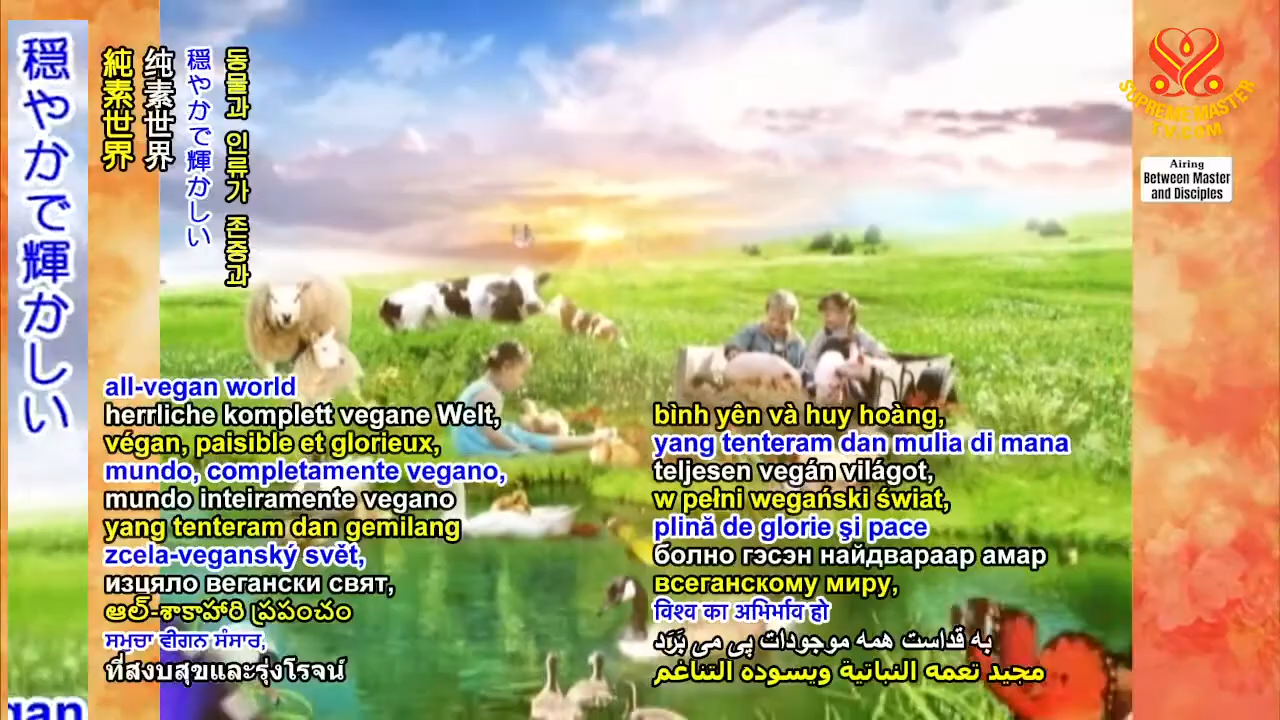 穏やかで輝かしい
純素世界
纯素世界
穏やかで輝かしい
동물과 인류가 존중과
SUPREME MASTER
TV.COM
Airing
Between Master
and Disciples
all-vegan world
herrliche komplett vegane Welt,
végan, paisible et glorieux,
mundo, completamente vegano,
mundo inteiramente vegano
yang tenteram dan gemilang
zcela-veganský svět,
изцяло вегански свят,
ఆల్-శాకాహారి ప్రపంచం
ਸਮੁਚਾ ਵੀਗਨ ਸੰਸਾਰ,
ที่สงบสุขและรุ่งโรจน์
bình yên và huy hoàng,
yang tenteram dan mulia di mana
teljesen vegán világot,
w pełni wegański świat,
plină de glorie şi pace
болно гэсэн найдвараар амар
всеганскому миру,
विश्व का अभिर्भाव हो
به قداست همه موجودات پی می بَرَد
مجيد تعمه النباتية ويسوده التناغم
gan